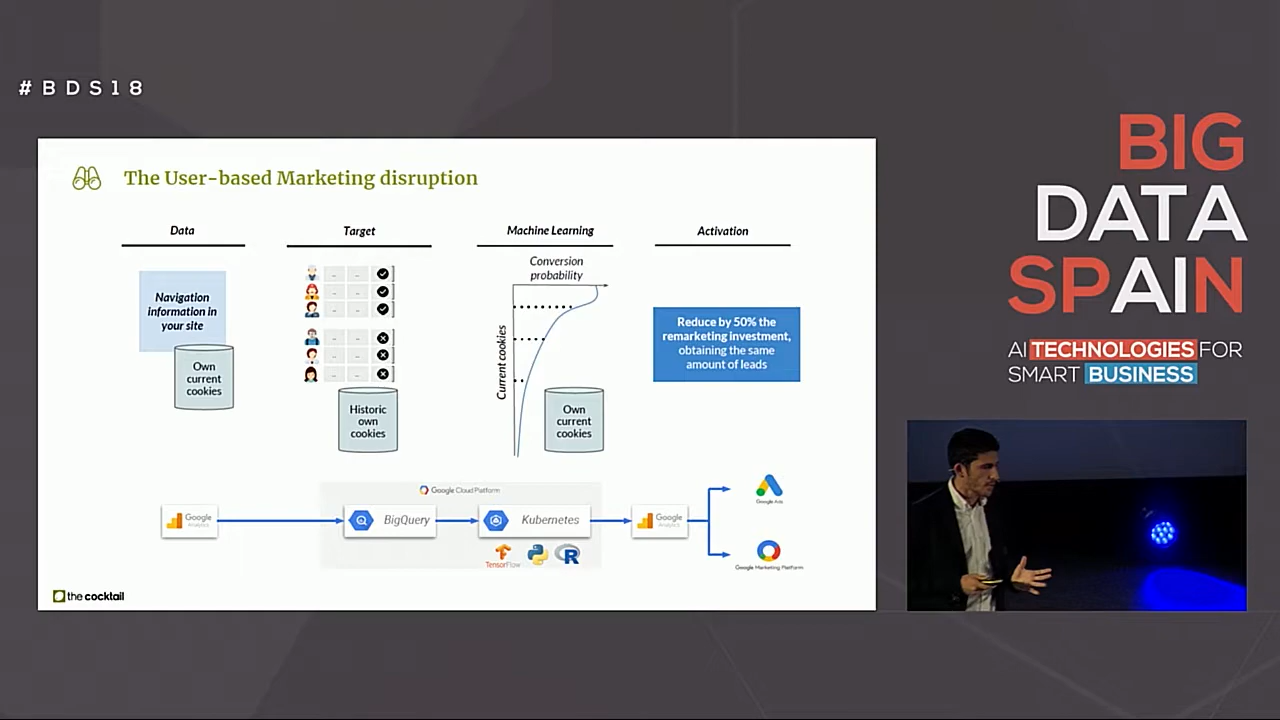 #BDS18
BIG
DATA
SPAIN
AI TECHNOLOGIES FOR
SMART BUSINESS
The User-based Marketing disruption
Data
Navigation
information in
your site
Own
current
cookies
Target
Historic
own
cookies
Machine Learning
Conversion
probability
Current cookies
Own
current
cookies
Activation
Reduce by 50% the
remarketing investment,
obtaining the same
amount of leads
Google Cloud Platform
Google
Analytics
BigQuery
Kubernetes
TensorFlow
R
Google
Analytics
Google Ads
Google Marketing Platform
the cocktail